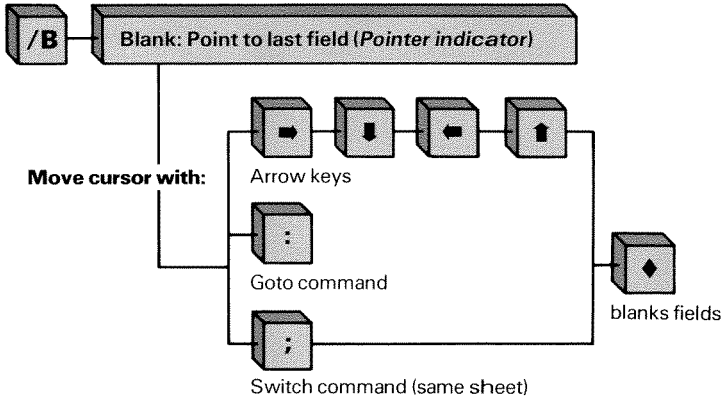 /B
Blank: Point to last field (Pointer indicator)
Move cursor with:
➡ ⬇ ⬅ ⬆
Arrow keys
:
Goto command
;
Switch command (same sheet)
♦
blanks fields